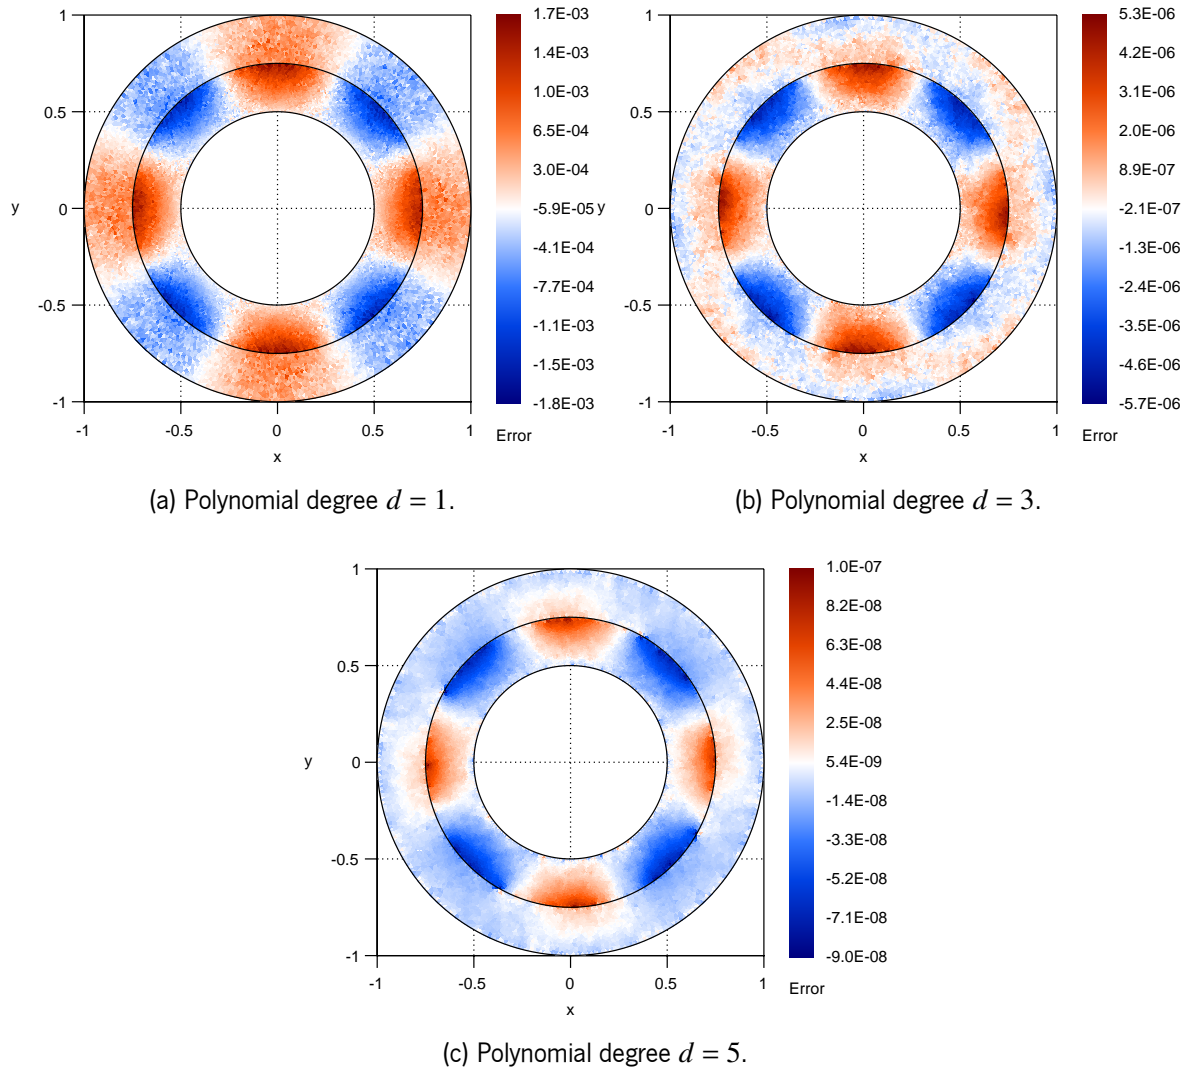 1
0.5
y
0
-0.5
-1
-1
-0.5
0
0.5
1
x
1.7E-03
1.4E-03
1.0E-03
6.5E-04
3.0E-04
-5.9E-05
-4.1E-04
-7.7E-04
-1.1E-03
-1.5E-03
-1.8E-03
Error
(a) Polynomial degree d = 1.
1
0.5
y
0
-0.5
-1
-1
-0.5
0
0.5
1
x
5.3E-06
4.2E-06
3.1E-06
2.0E-06
8.9E-07
-2.1E-07
-1.3E-06
-2.4E-06
-3.5E-06
-4.6E-06
-5.7E-06
Error
(b) Polynomial degree d = 3.
1
0.5
y
0
-0.5
-1
-1
-0.5
0
0.5
1
x
1.0E-07
8.2E-08
6.3E-08
4.4E-08
2.5E-08
5.4E-09
-1.4E-08
-3.3E-08
-5.2E-08
-7.1E-08
-9.0E-08
Error
(c) Polynomial degree d = 5.